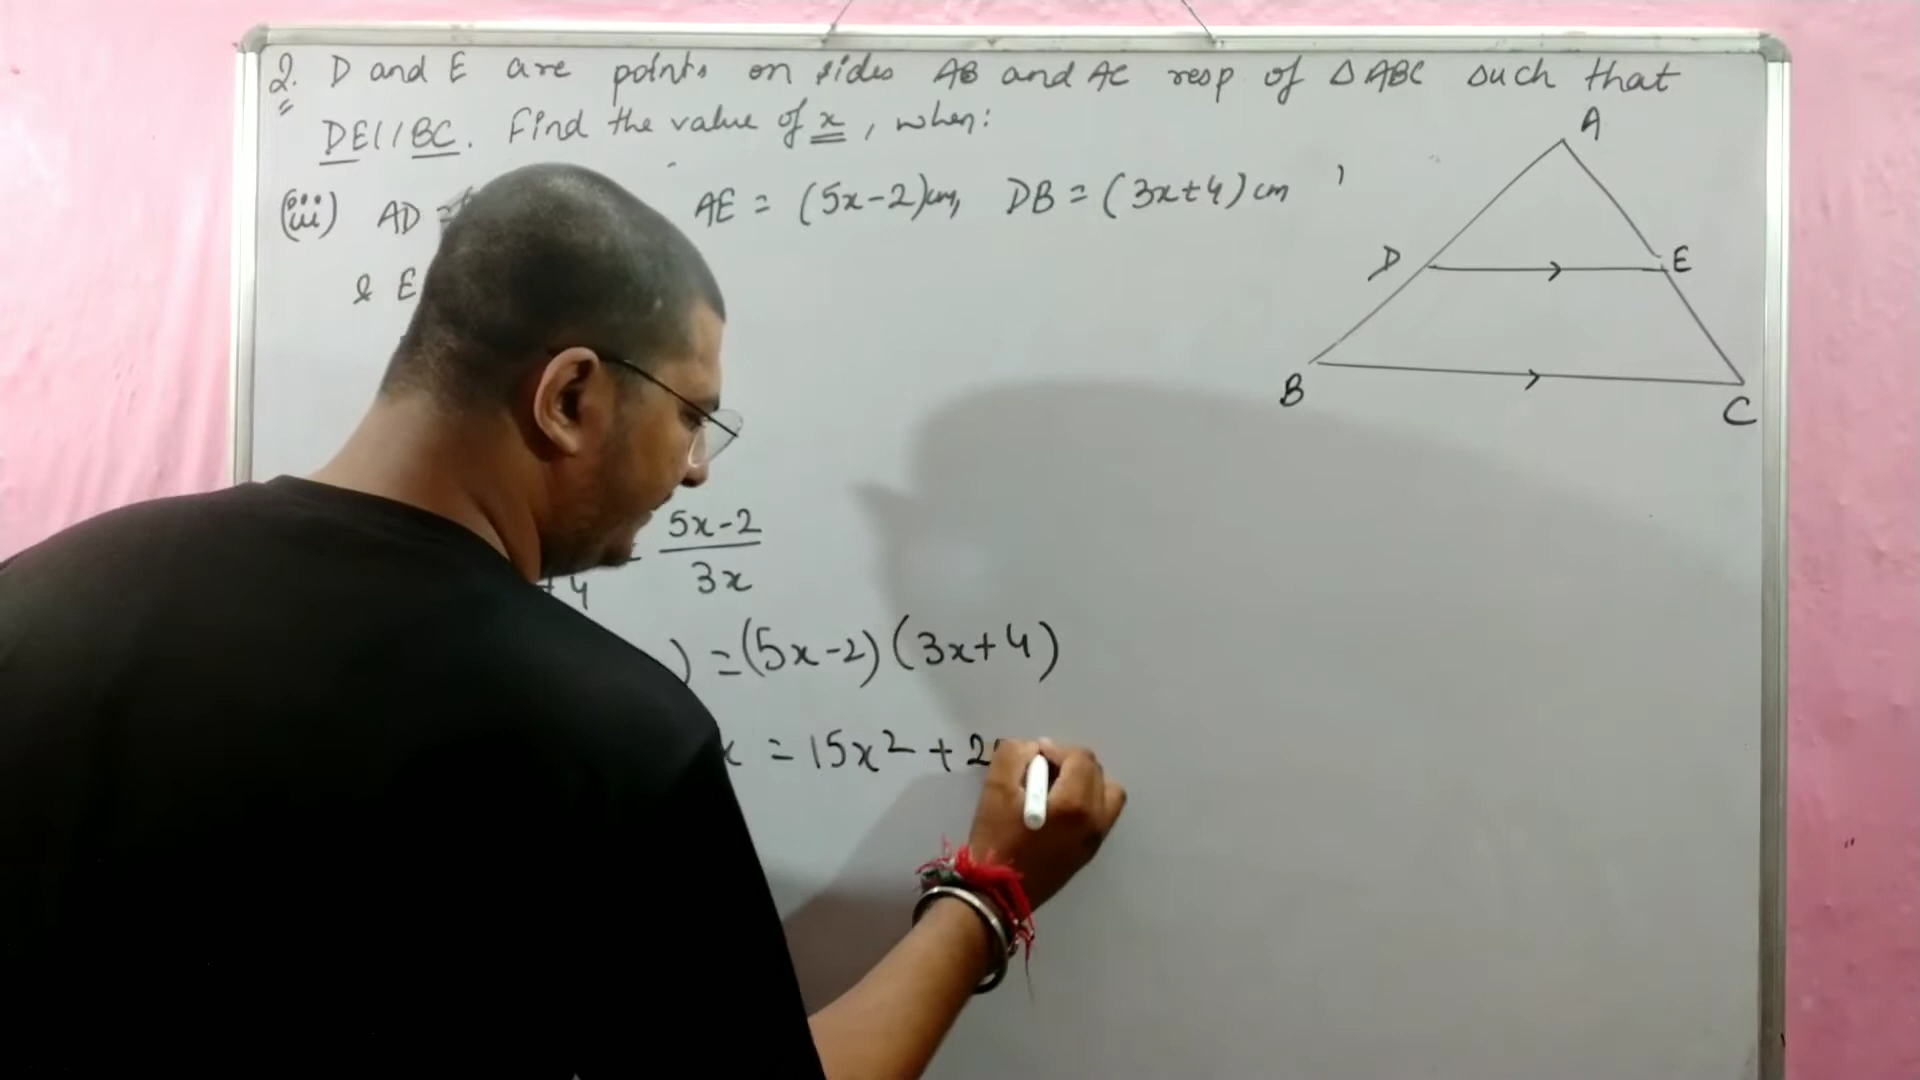 2. D and E are points on sides AB and AC resp of △ABC such that
DE//BC. Find the value of x, when:
(iii) AD = AE = (5x-2)cm, DB = (3x+4)cm
& E
A
D
E
B
C
= 5x-2 / 3x
+4
) = (5x-2) (3x+4)
x = 15x² + 2